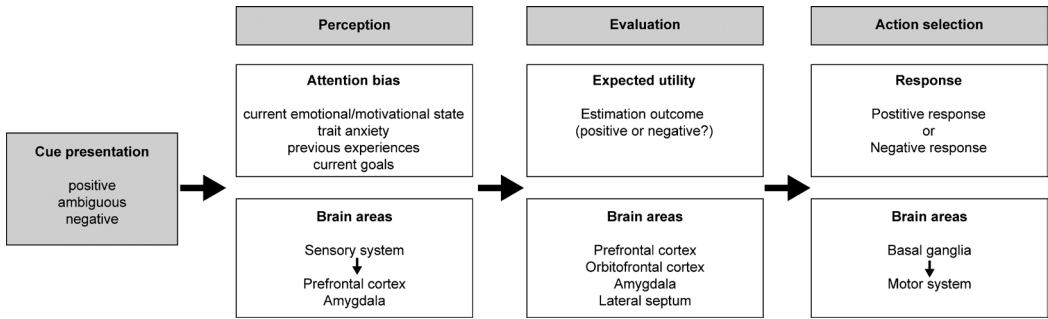 Cue presentation
positive
ambiguous
negative
Perception
Attention bias
current emotional/motivational state
trait anxiety
previous experiences
current goals
Brain areas
Sensory system
Prefrontal cortex
Amygdala
Evaluation
Expected utility
Estimation outcome
(positive or negative?)
Brain areas
Prefrontal cortex
Orbitofrontal cortex
Amygdala
Lateral septum
Action selection
Response
Postitive response
or
Negative response
Brain areas
Basal ganglia
Motor system